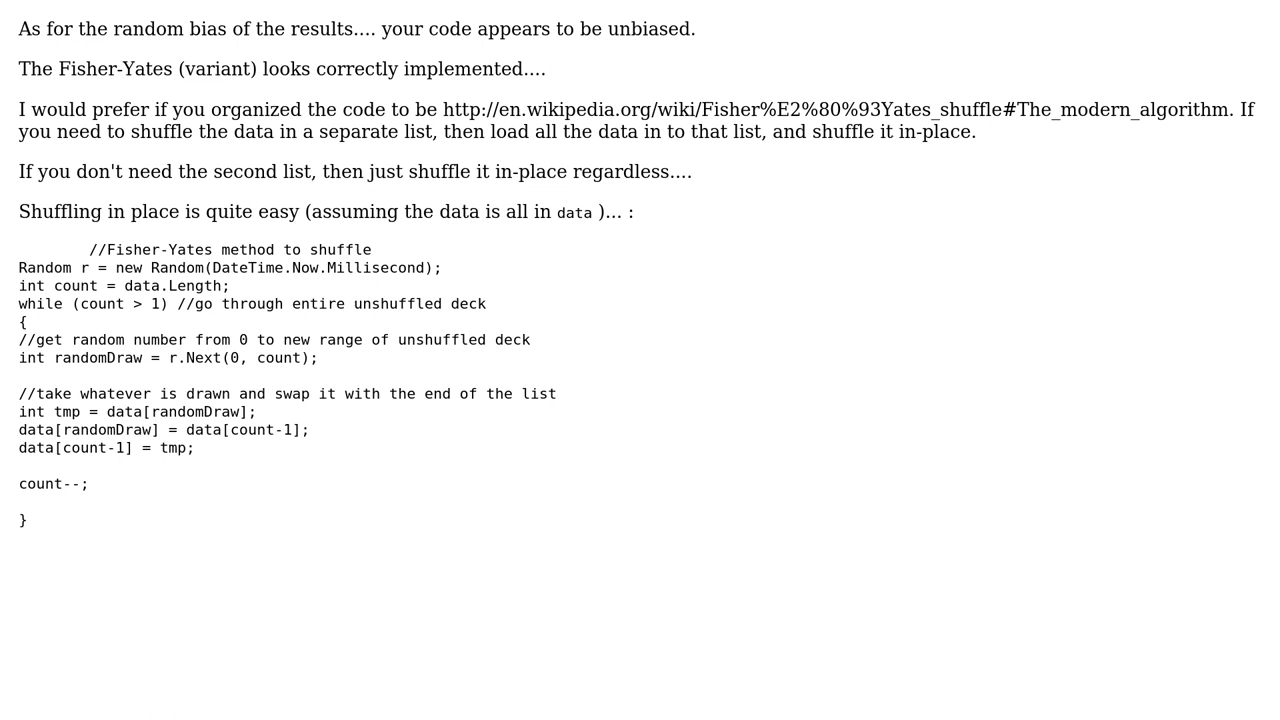 As for the random bias of the results.... your code appears to be unbiased.
The Fisher-Yates (variant) looks correctly implemented....
I would prefer if you organized the code to be http://en.wikipedia.org/wiki/Fisher%E2%80%93Yates_shuffle#The_modern_algorithm. If
you need to shuffle the data in a separate list, then load all the data in to that list, and shuffle it in-place.
If you don't need the second list, then just shuffle it in-place regardless....
Shuffling in place is quite easy (assuming the data is all in data )... :
//Fisher-Yates method to shuffle
Random r = new Random(DateTime.Now.Millisecond);
int count = data.Length;
while (count > 1) //go through entire unshuffled deck
{
//get random number from 0 to new range of unshuffled deck
int randomDraw = r.Next(0, count);
//take whatever is drawn and swap it with the end of the list
int tmp = data[randomDraw];
data[randomDraw] = data[count-1];
data[count-1] = tmp;
count--;
}